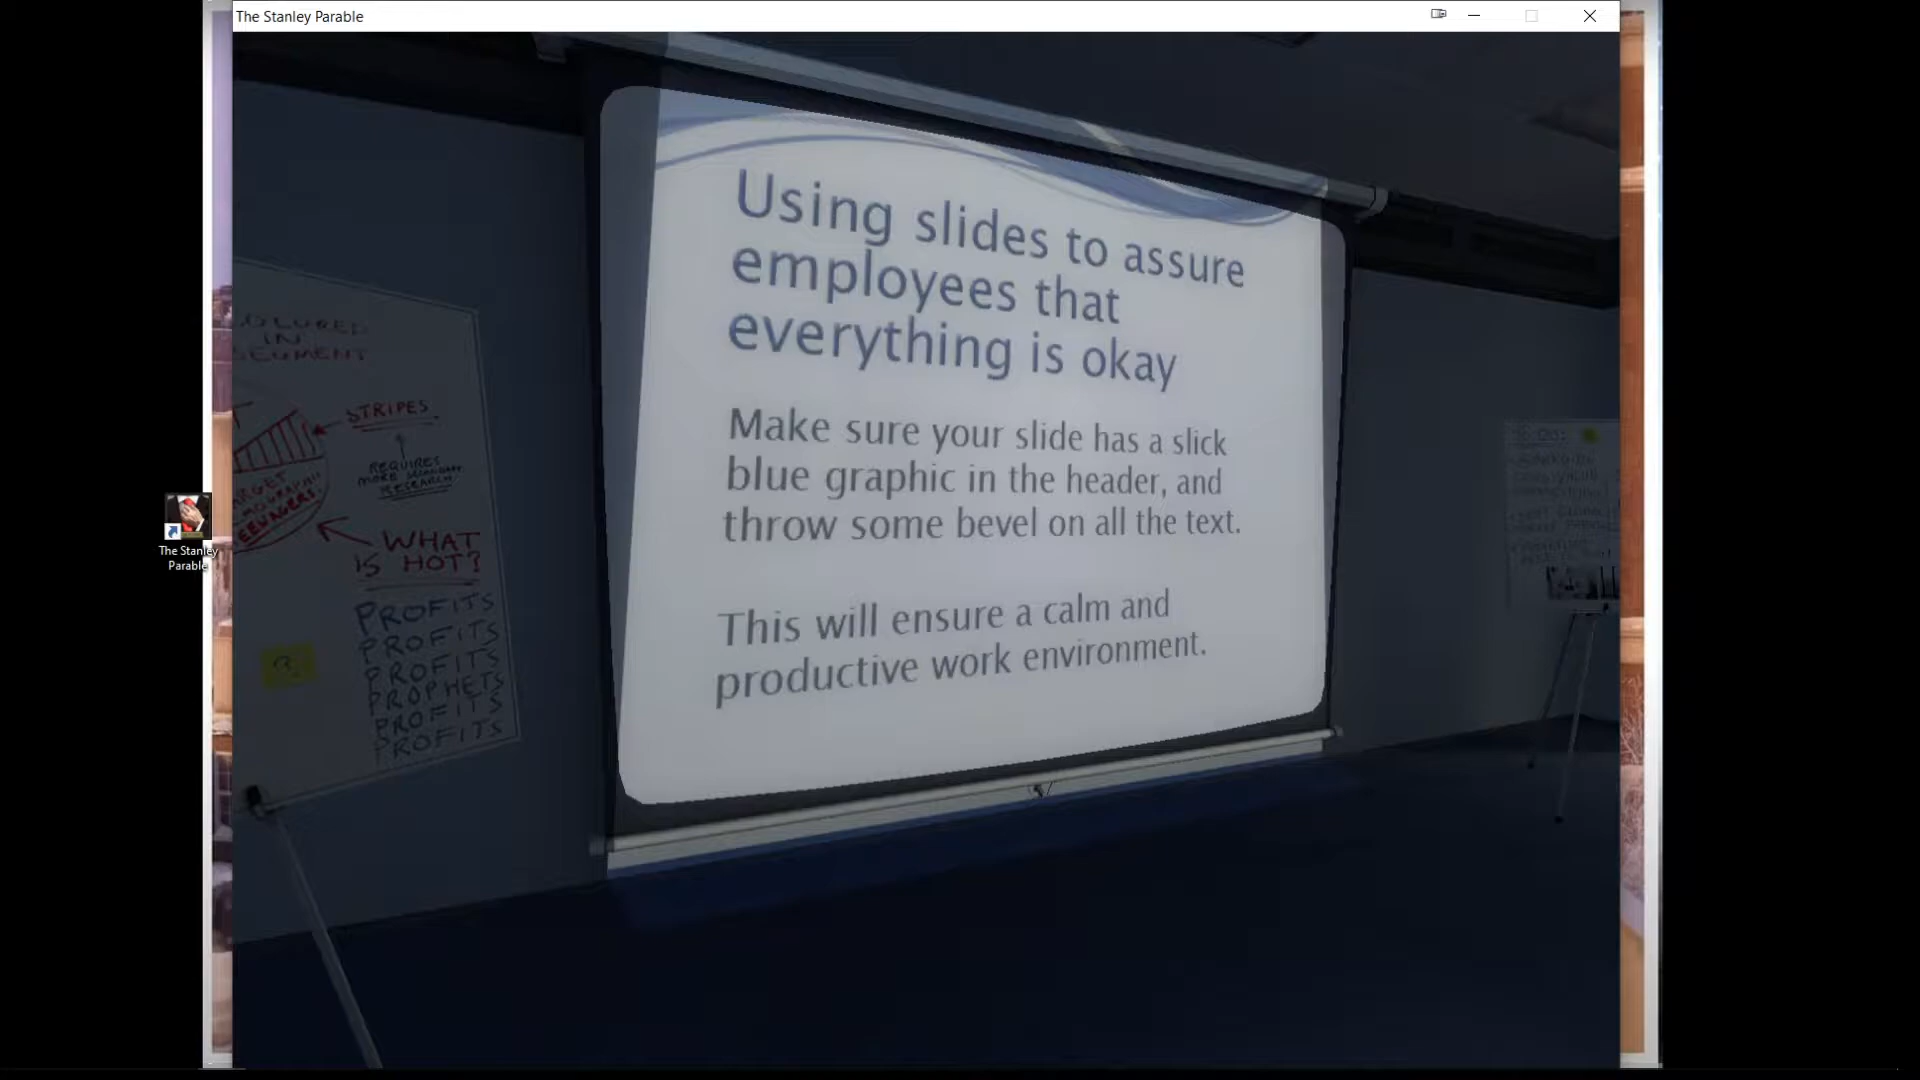 The Stanley Parable
Using slides to assure
employees that
everything is okay
Make sure your slide has a slick
blue graphic in the header, and
throw some bevel on all the text.
This will ensure a calm and
productive work environment.
IN
STRIPES
REQUIRES
RESEARCH
WHAT
IS HOT?
PROFITS
PROFITS
PROFITS
PROPHETS
PROFITS
PROFITS
?
The Stanley
Parable